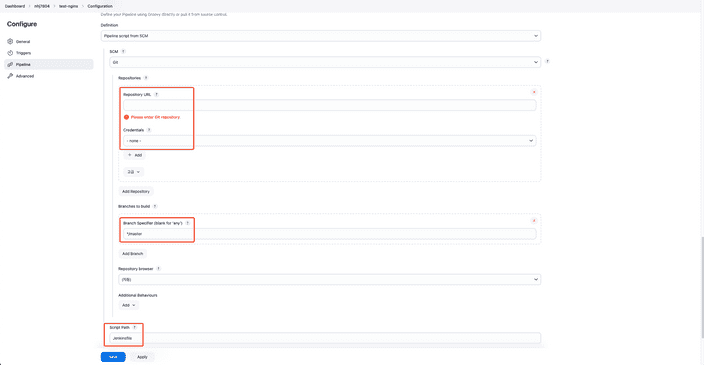 Dashboard > nhj7804 > test-nginx > Configuration
Configure
Define your Pipeline using Groovy directly or pull it from source control.
Definition
General
Pipeline script from SCM
Triggers
SCM ?
Pipeline
Git
Advanced
Repositories ?
Repository URL ?
Please enter Git repository.
Credentials ?
- none -
+ Add
고급
Add Repository
Branches to build ?
Branch Specifier (blank for 'any') ?
*/master
Add Branch
Repository browser ?
(자동)
Additional Behaviours
Add
Script Path ?
Jenkinsfile
Save
Apply